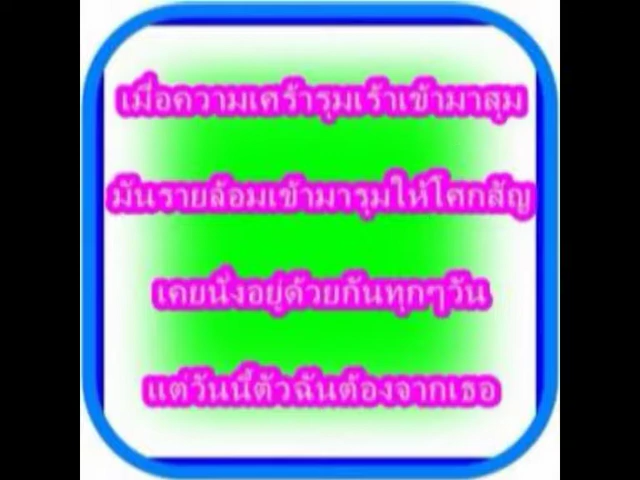 เมื่อความเศร้ารุมเร้าเข้ามาสุม
มันรายล้อมเข้ามารุมให้โศกสัญ
เคยนั่งอยู่ด้วยกันทุกๆวัน
แต่วันนี้ตัวฉันต้องจากเธอ